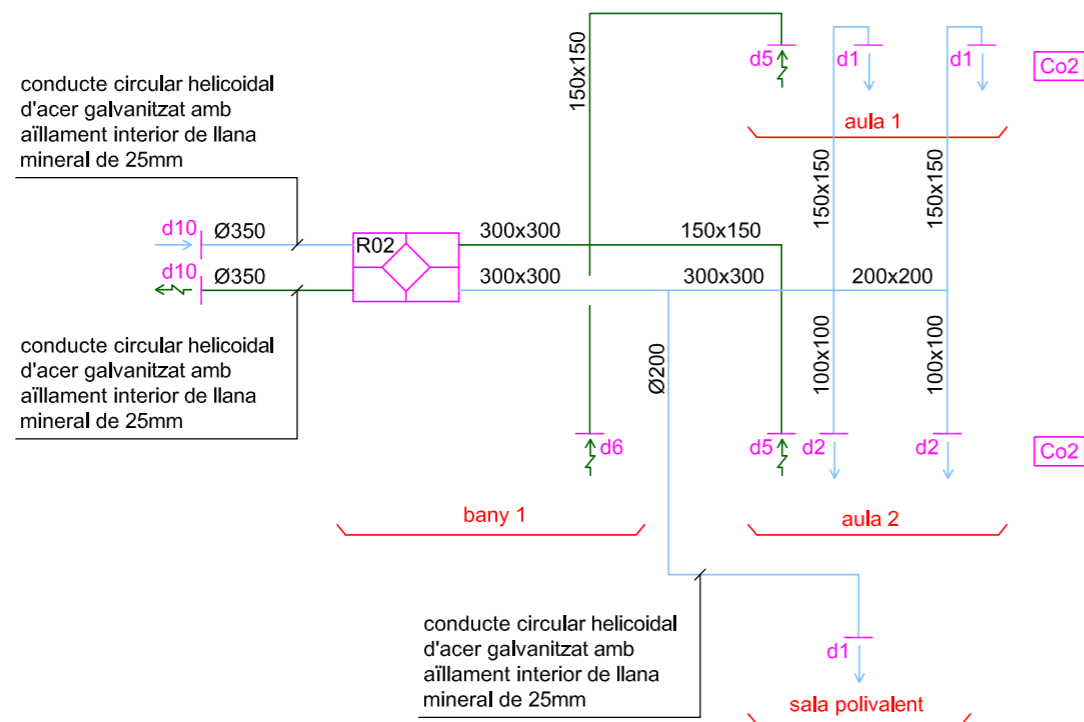 150x150
d5
d1
d1
Co2
conducte circular helicoidal
d'acer galvanitzat amb
aïllament interior de llana
mineral de 25mm
aula 1
150x150
150x150
d10
Ø350
R02
300x300
150x150
d10
Ø350
300x300
300x300
200x200
conducte circular helicoidal
d'acer galvanitzat amb
aïllament interior de llana
mineral de 25mm
Ø200
100x100
100x100
d6
d5
d2
d2
Co2
bany 1
aula 2
conducte circular helicoidal
d'acer galvanitzat amb
aïllament interior de llana
mineral de 25mm
d1
sala polivalent